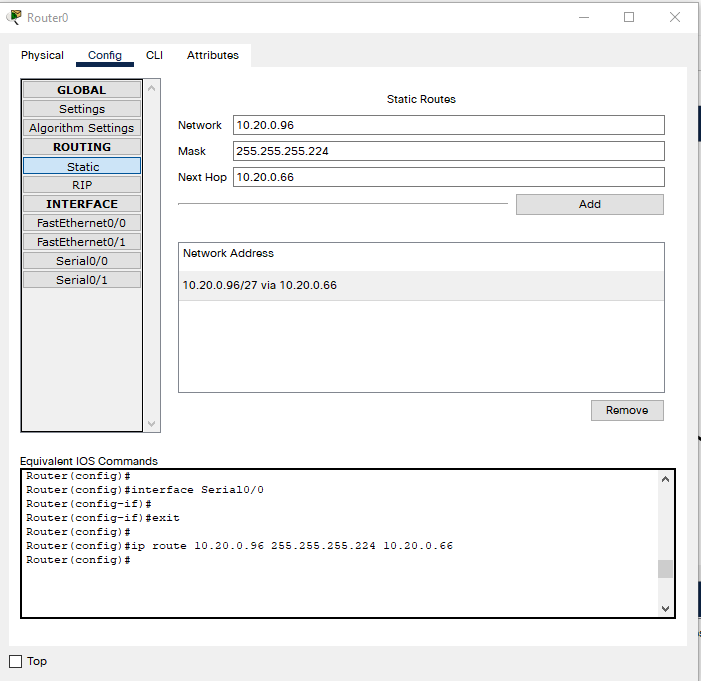 Router0
Physical Config CLI Attributes
GLOBAL
Settings
Algorithm Settings
ROUTING
Static
RIP
INTERFACE
FastEthernet0/0
FastEthernet0/1
Serial0/0
Serial0/1
Static Routes
Network 10.20.0.96
Mask 255.255.255.224
Next Hop 10.20.0.66
Add
Network Address
10.20.0.96/27 via 10.20.0.66
Remove
Equivalent IOS Commands
Router(config)#
Router(config)#interface Serial0/0
Router(config-if)#
Router(config-if)#exit
Router(config)#
Router(config)#ip route 10.20.0.96 255.255.255.224 10.20.0.66
Router(config)#
Top